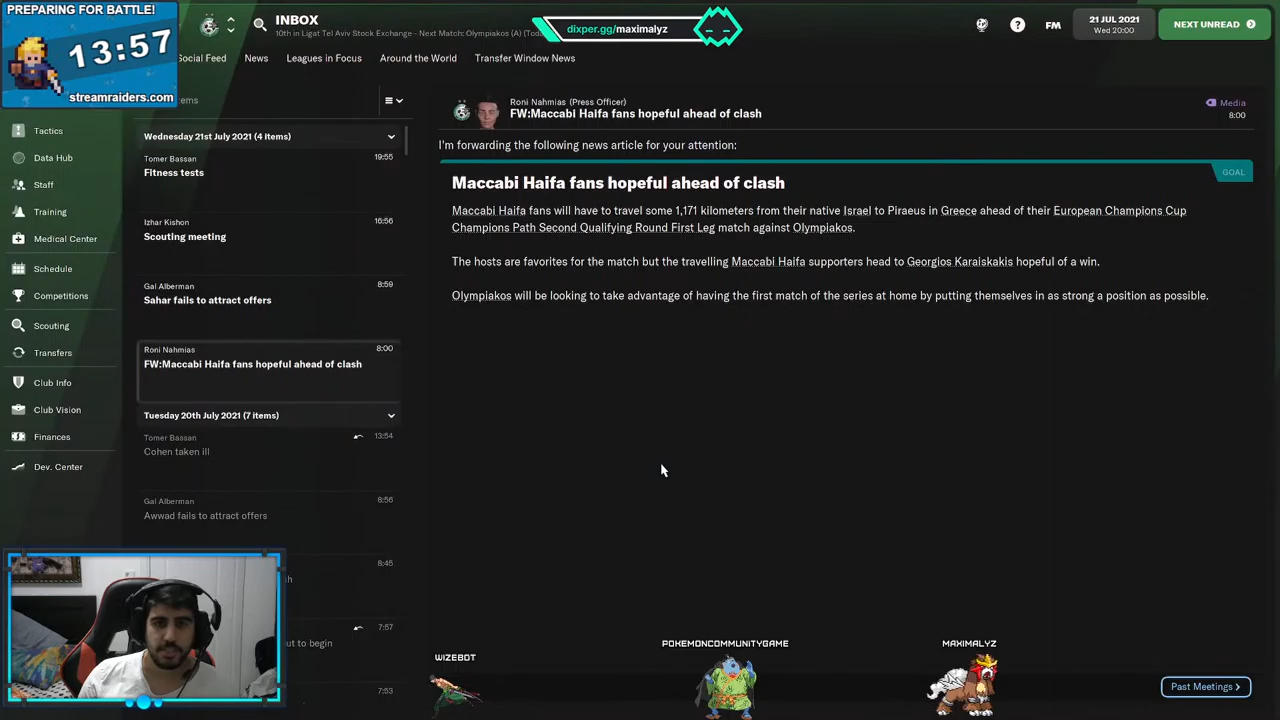 PREPARING FOR BATTLE!
13:57
streamraiders.com
INBOX
10th in Ligat Tel Aviv Stock Exchange - Next Match: Olympiakos (A)
dixper.gg/maximalyz
FM
21 JUL 2021
Wed 20:00
NEXT UNREAD
Social Feed
News
Leagues in Focus
Around the World
Transfer Window News
Tactics
Data Hub
Staff
Training
Medical Center
Schedule
Competitions
Scouting
Transfers
Club Info
Club Vision
Finances
Dev. Center
Wednesday 21st July 2021 (4 items)
Tomer Bassan 19:55
Fitness tests
Izhar Kishon 16:56
Scouting meeting
Gal Alberman 8:59
Sahar fails to attract offers
Roni Nahmias 8:00
FW:Maccabi Haifa fans hopeful ahead of clash
Tuesday 20th July 2021 (7 items)
Tomer Bassan 13:54
Cohen taken ill
Gal Alberman 8:56
Awwad fails to attract offers
8:45
7:57
to begin
7:53
Roni Nahmias (Press Officer)
FW:Maccabi Haifa fans hopeful ahead of clash
Media
8:00
I'm forwarding the following news article for your attention:
GOAL
Maccabi Haifa fans hopeful ahead of clash
Maccabi Haifa fans will have to travel some 1,171 kilometers from their native Israel to Piraeus in Greece ahead of their European Champions Cup
Champions Path Second Qualifying Round First Leg match against Olympiakos.
The hosts are favorites for the match but the travelling Maccabi Haifa supporters head to Georgios Karaiskakis hopeful of a win.
Olympiakos will be looking to take advantage of having the first match of the series at home by putting themselves in as strong a position as possible.
WIZEBOT
POKEMONCOMMUNITYGAME
MAXIMALYZ
Past Meetings